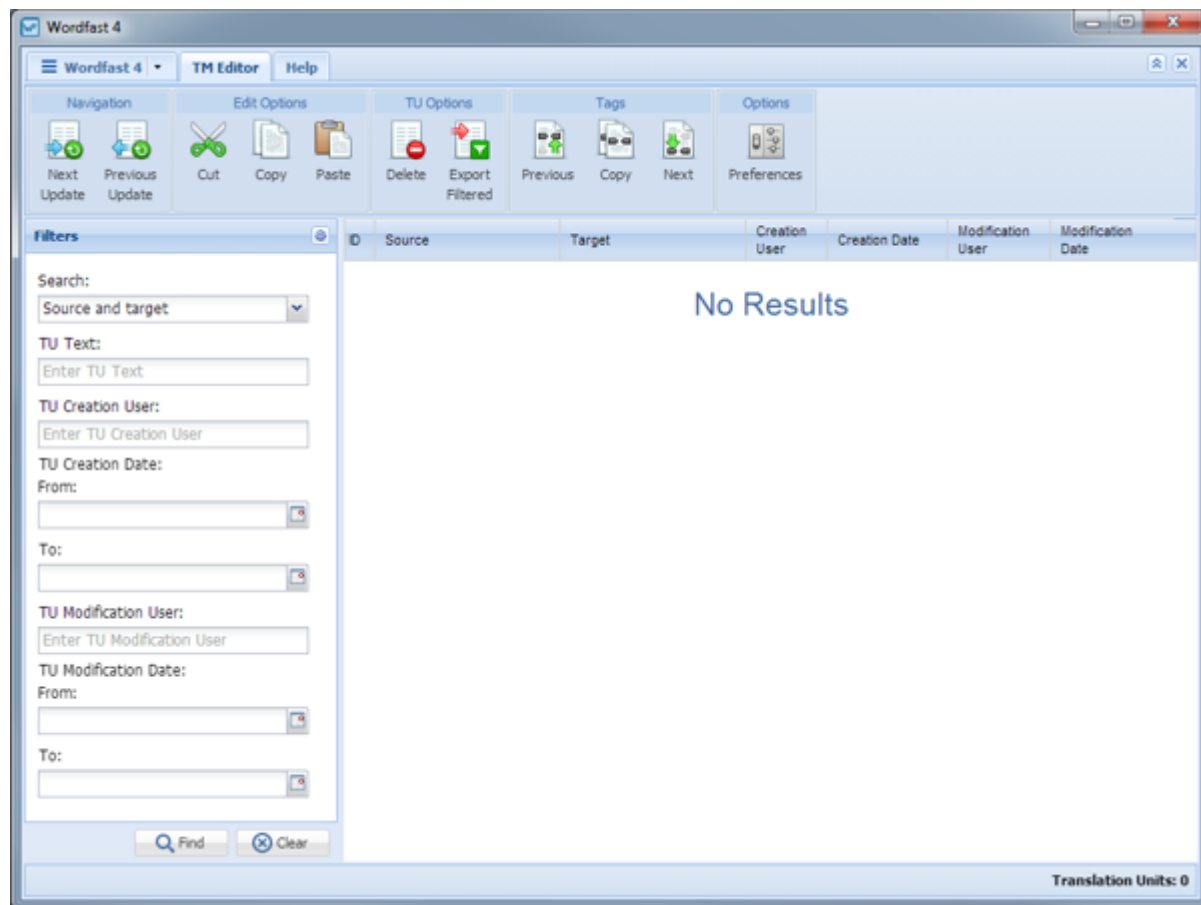 Wordfast 4
Wordfast 4 TM Editor Help
Navigation Edit Options TU Options Tags Options
Next Update Previous Update Cut Copy Paste Delete Export Filtered Previous Copy Next Preferences
Filters
ID Source Target Creation User Creation Date Modification User Modification Date
No Results
Search:
Source and target
TU Text:
Enter TU Text
TU Creation User:
Enter TU Creation User
TU Creation Date:
From:
To:
TU Modification User:
Enter TU Modification User
TU Modification Date:
From:
To:
Find Clear
Translation Units: 0